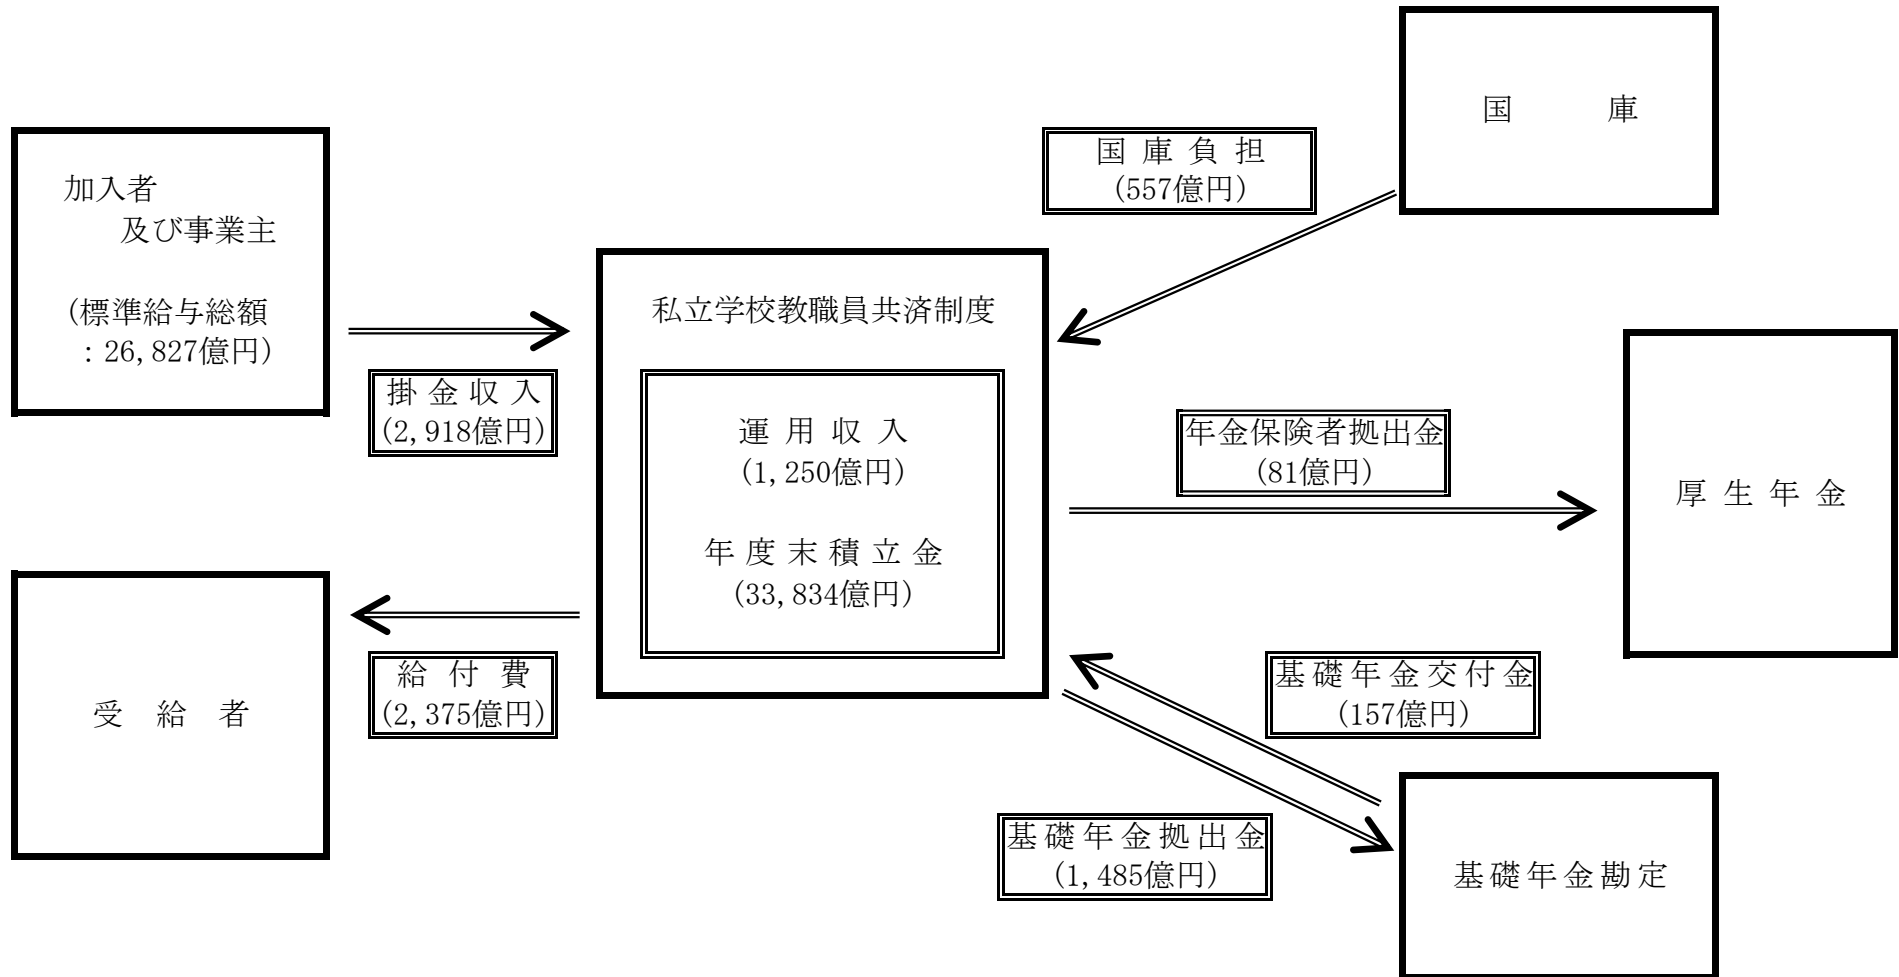 国庫
国庫負担
(557億円)
加入者
及び事業主
(標準給与総額
：26,827億円)
掛金収入
(2,918億円)
私立学校教職員共済制度
運用収入
(1,250億円)
年度末積立金
(33,834億円)
年金保険者拠出金
(81億円)
厚生年金
給付費
(2,375億円)
受給者
基礎年金交付金
(157億円)
基礎年金拠出金
(1,485億円)
基礎年金勘定